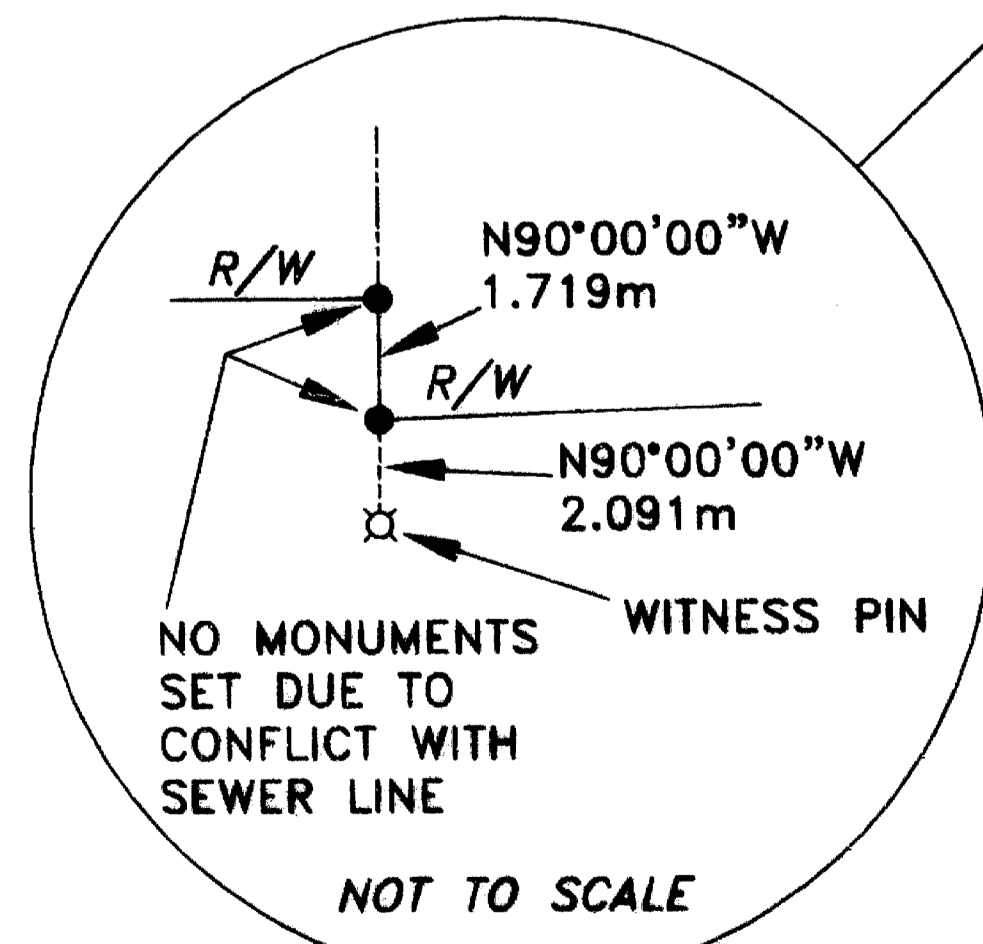 N90°00'00"W
R/W
1.719m
R/W
N90°00'00"W
2.091m
WITNESS PIN
NO MONUMENTS
SET DUE TO
CONFLICT WITH
SEWER LINE
NOT TO SCALE